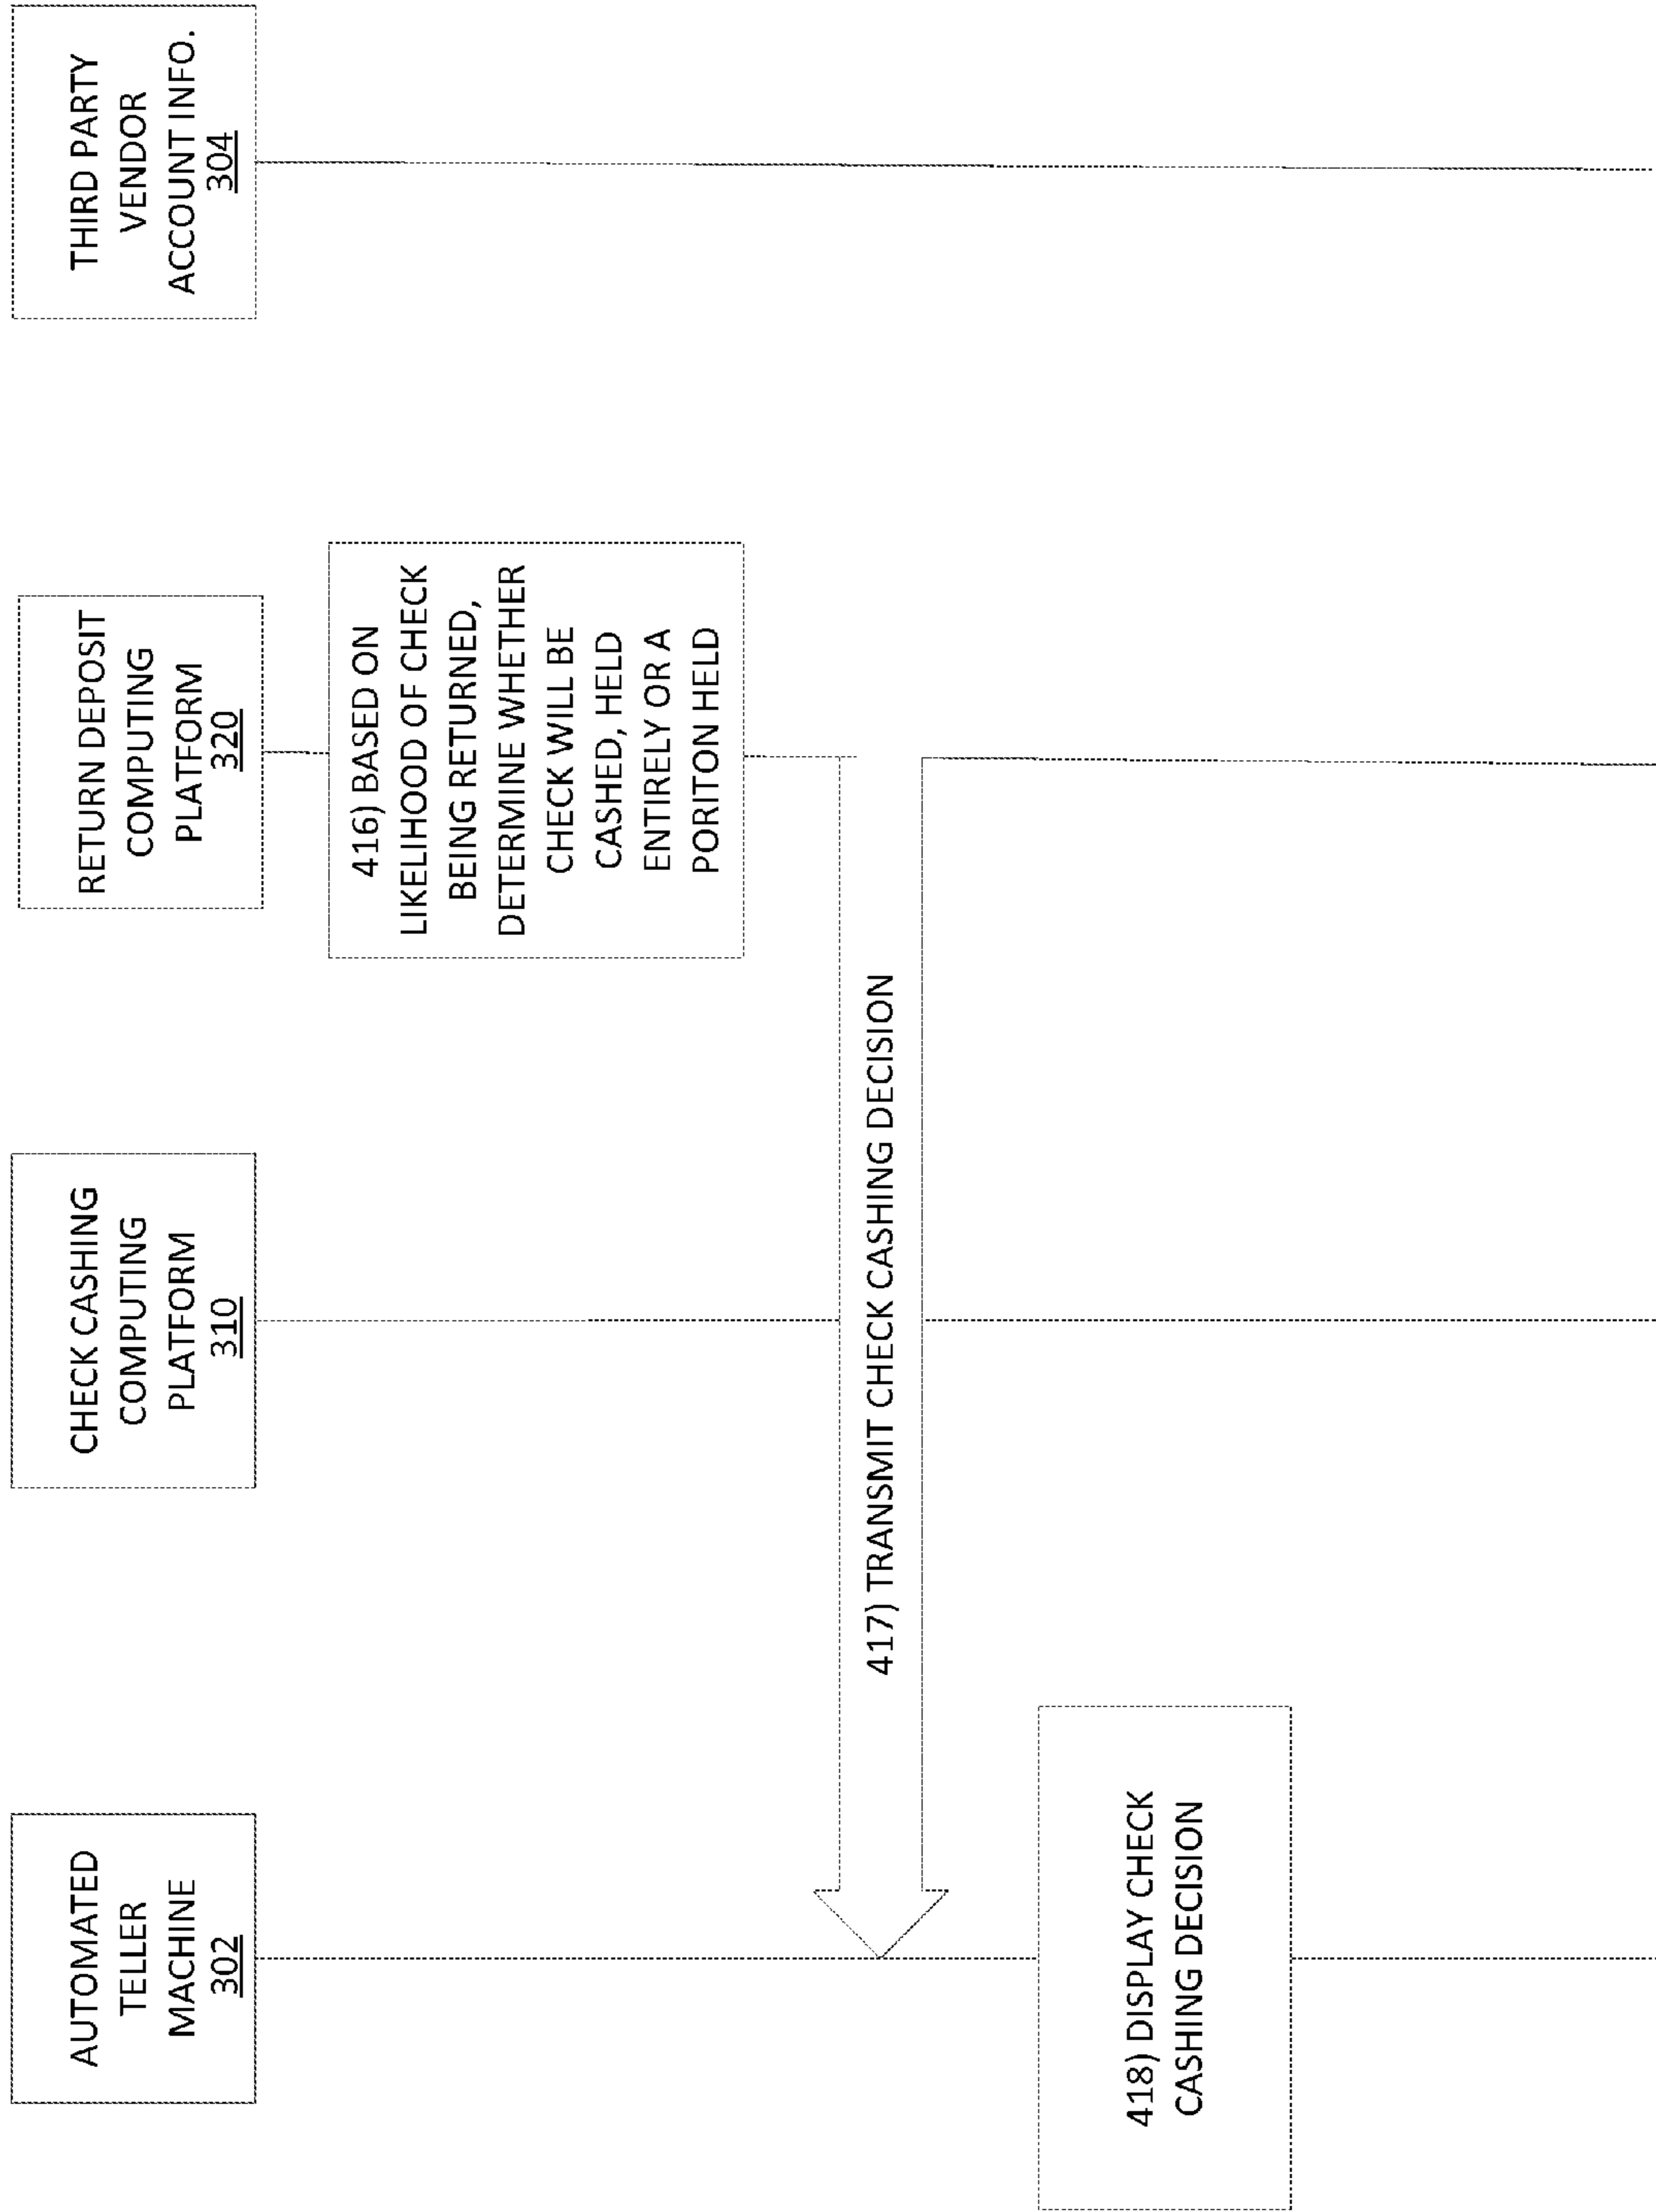 AUTOMATED
TELLER
MACHINE
302
CHECK CASHING
COMPUTING
PLATFORM
310
RETURN DEPOSIT
COMPUTING
PLATFORM
320
THIRD PARTY
VENDOR
ACCOUNT INFO.
304
416) BASED ON
LIKELIHOOD OF CHECK
BEING RETURNED,
DETERMINE WHETHER
CHECK WILL BE
CASHED, HELD
ENTIRELY OR A
PORITON HELD
417) TRANSMIT CHECK CASHING DECISION
418) DISPLAY CHECK
CASHING DECISION